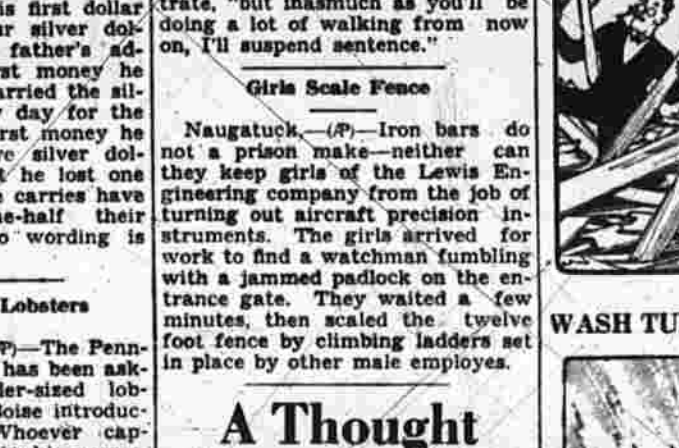 is first dollar
ur silver dol-
father's ad-
st money he
arried the sil-
day for the
rst money he
re silver dol-
t he lost one
e carries have
ne-half their
o wording is
Lobsters
(AP)—The Penn-
has been ask-
der-sized lob-
Boise introduc-
Whoever cap-
trate, "but inasmuch as you'll be
doing a lot of walking from now
on, I'll suspend sentence."
Girls Scale Fence
Naugatuck,—(AP)—Iron bars do
not a prison make—neither can
they keep girls of the Lewis En-
gineering company from the job of
turning out aircraft precision in-
struments. The girls arrived for
work to find a watchman fumbling
with a jammed padlock on the en-
trance gate. They waited a few
minutes, then scaled the twelve
foot fence by climbing ladders set
in place by other male employes.
A Thought
WASH TU